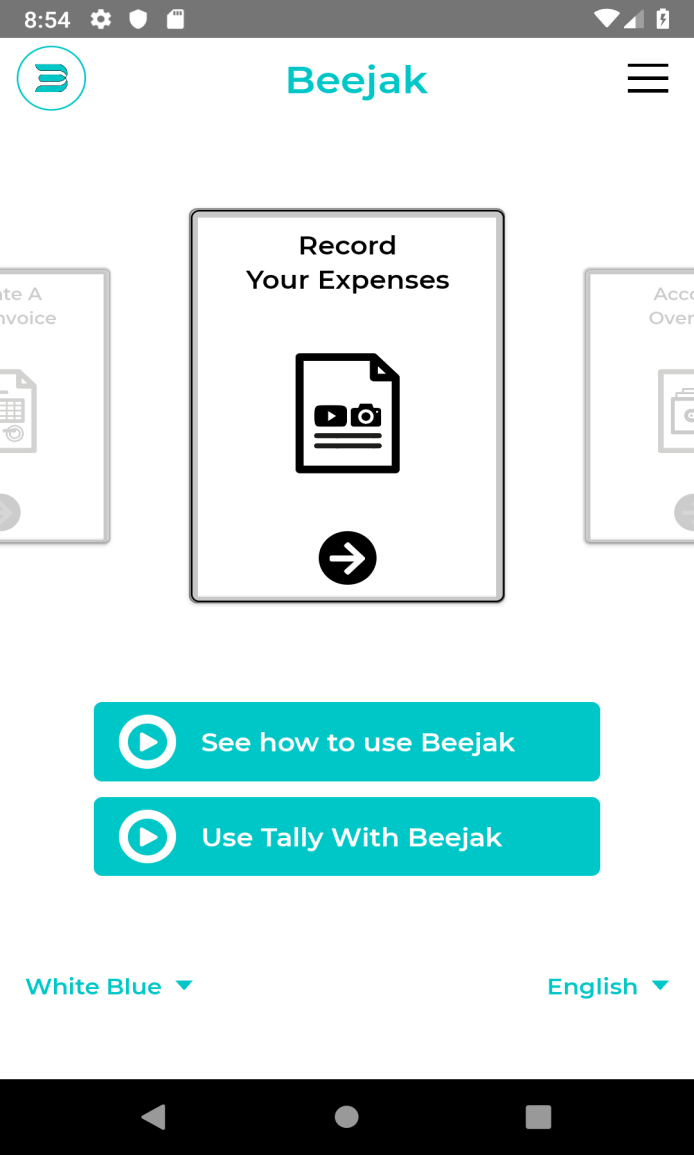 8:54
Beejak
Record
Your Expenses
See how to use Beejak
Use Tally With Beejak
White Blue
English